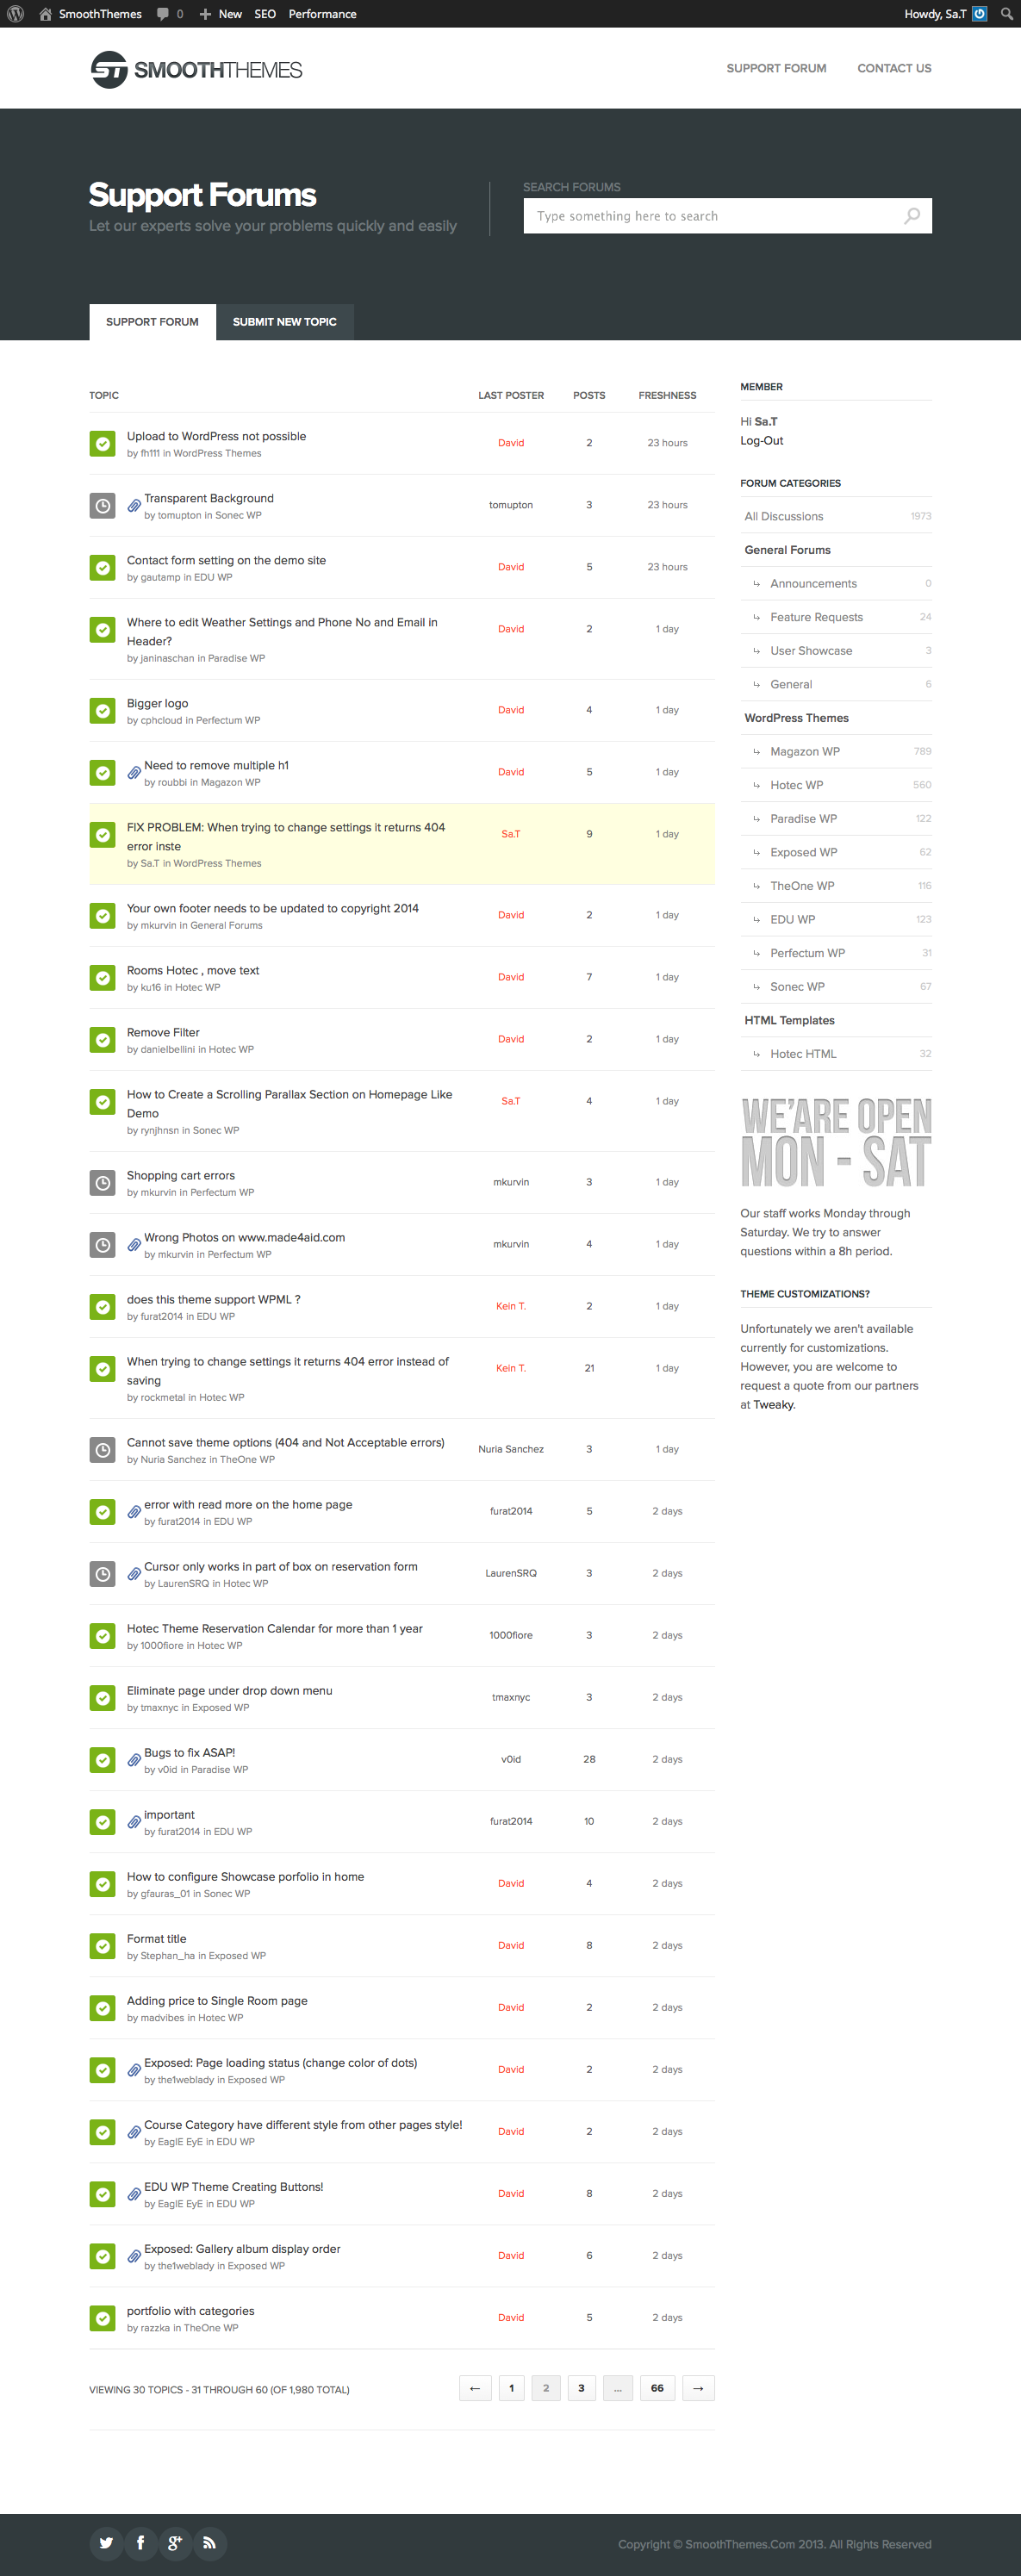 SmoothThemes 0 New SEO Performance Howdy, Sa.T
ST SMOOTHTHEMES SUPPORT FORUM CONTACT US
Support Forums
Let our experts solve your problems quickly and easily
SEARCH FORUMS
Type something here to search
SUPPORT FORUM SUBMIT NEW TOPIC
TOPIC LAST POSTER POSTS FRESHNESS
Upload to WordPress not possible David 2 23 hours
by fh111 in WordPress Themes
Transparent Background tomupton 3 23 hours
by tomupton in Sonec WP
Contact form setting on the demo site David 5 23 hours
by gautamp in EDU WP
Where to edit Weather Settings and Phone No and Email in David 2 1 day
Header?
by janinaschan in Paradise WP
Bigger logo David 4 1 day
by cphcloud in Perfectum WP
Need to remove multiple h1 David 5 1 day
by roubbi in Magazon WP
FIX PROBLEM: When trying to change settings it returns 404 Sa.T 9 1 day
error inste
by Sa.T in WordPress Themes
Your own footer needs to be updated to copyright 2014 David 2 1 day
by mkurvin in General Forums
Rooms Hotec , move text David 7 1 day
by ku16 in Hotec WP
Remove Filter David 2 1 day
by danielbellini in Hotec WP
How to Create a Scrolling Parallax Section on Homepage Like Sa.T 4 1 day
Demo
by rynjhnsn in Sonec WP
Shopping cart errors mkurvin 3 1 day
by mkurvin in Perfectum WP
Wrong Photos on www.made4aid.com mkurvin 4 1 day
by mkurvin in Perfectum WP
does this theme support WPML ? Kein T. 2 1 day
by furat2014 in EDU WP
When trying to change settings it returns 404 error instead of Kein T. 21 1 day
saving
by rockmetal in Hotec WP
Cannot save theme options (404 and Not Acceptable errors) Nuria Sanchez 3 1 day
by Nuria Sanchez in TheOne WP
error with read more on the home page furat2014 5 2 days
by furat2014 in EDU WP
Cursor only works in part of box on reservation form LaurenSRQ 3 2 days
by LaurenSRQ in Hotec WP
Hotec Theme Reservation Calendar for more than 1 year 1000fiore 3 2 days
by 1000fiore in Hotec WP
Eliminate page under drop down menu tmaxnyc 3 2 days
by tmaxnyc in Exposed WP
Bugs to fix ASAP! v0id 28 2 days
by v0id in Paradise WP
important furat2014 10 2 days
by furat2014 in EDU WP
How to configure Showcase porfolio in home David 4 2 days
by gfauras_01 in Sonec WP
Format title David 8 2 days
by Stephan_ha in Exposed WP
Adding price to Single Room page David 2 2 days
by madvibes in Hotec WP
Exposed: Page loading status (change color of dots) David 2 2 days
by the1weblady in Exposed WP
Course Category have different style from other pages style! David 2 2 days
by EaglE EyE in EDU WP
EDU WP Theme Creating Buttons! David 8 2 days
by EaglE EyE in EDU WP
Exposed: Gallery album display order David 6 2 days
by the1weblady in Exposed WP
portfolio with categories David 5 2 days
by razzka in TheOne WP
VIEWING 30 TOPICS - 31 THROUGH 60 (OF 1,980 TOTAL) ← 1 2 3 ... 66 →
MEMBER
Hi Sa.T
Log-Out
FORUM CATEGORIES
All Discussions 1973
General Forums
↳ Announcements 0
↳ Feature Requests 24
↳ User Showcase 3
↳ General 6
WordPress Themes
↳ Magazon WP 789
↳ Hotec WP 560
↳ Paradise WP 122
↳ Exposed WP 62
↳ TheOne WP 116
↳ EDU WP 123
↳ Perfectum WP 31
↳ Sonec WP 67
HTML Templates
↳ Hotec HTML 32
WE'ARE OPEN
MON - SAT
Our staff works Monday through
Saturday. We try to answer
questions within a 8h period.
THEME CUSTOMIZATIONS?
Unfortunately we aren't available
currently for customizations.
However, you are welcome to
request a quote from our partners
at Tweaky.
Copyright © SmoothThemes.Com 2013. All Rights Reserved